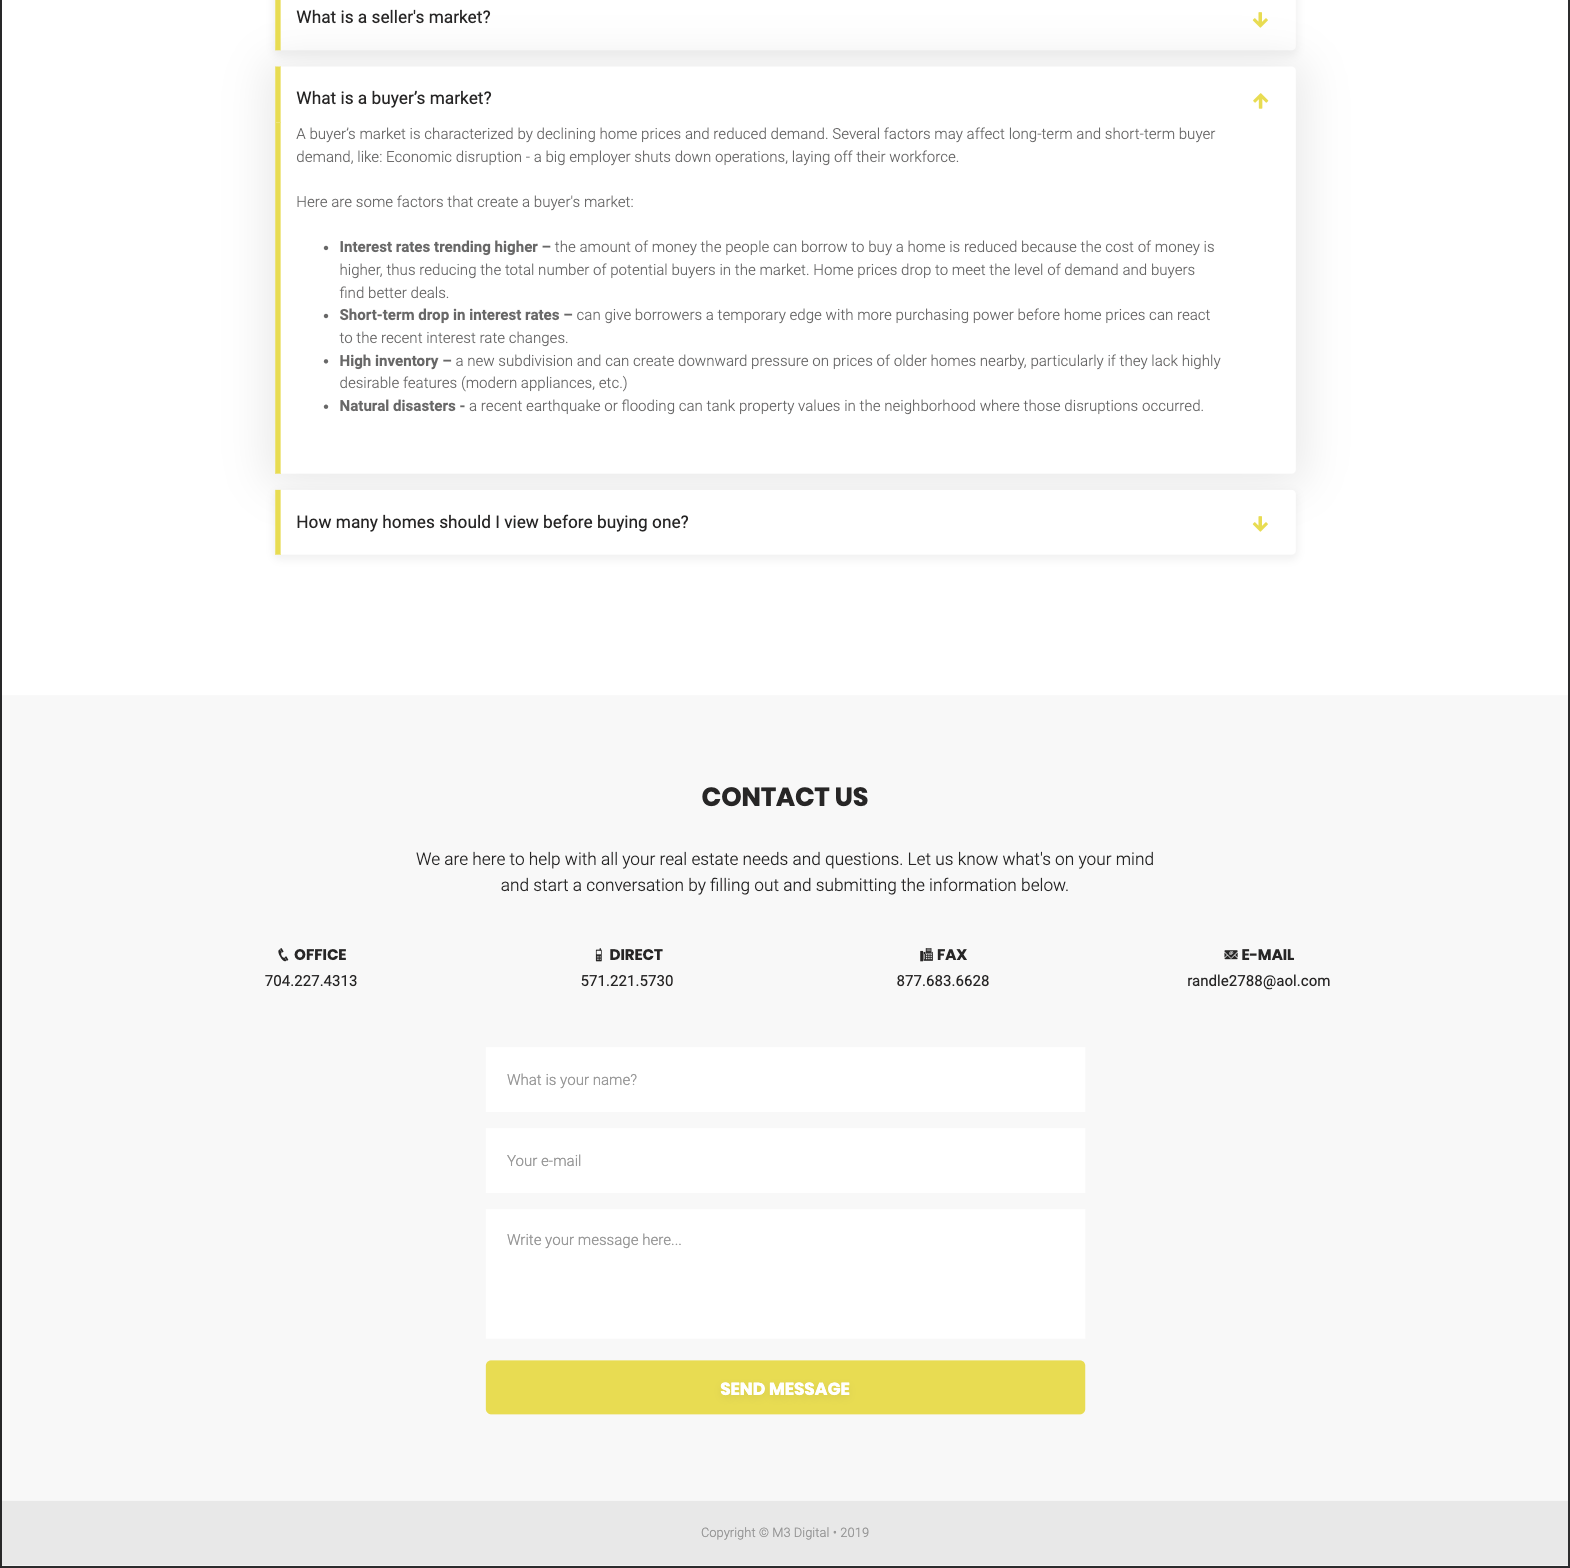 What is a seller's market?
What is a buyer’s market?
A buyer’s market is characterized by declining home prices and reduced demand. Several factors may affect long-term and short-term buyer
demand, like: Economic disruption - a big employer shuts down operations, laying off their workforce.
Here are some factors that create a buyer's market:
• Interest rates trending higher – the amount of money the people can borrow to buy a home is reduced because the cost of money is
higher, thus reducing the total number of potential buyers in the market. Home prices drop to meet the level of demand and buyers
find better deals.
• Short-term drop in interest rates – can give borrowers a temporary edge with more purchasing power before home prices can react
to the recent interest rate changes.
• High inventory – a new subdivision and can create downward pressure on prices of older homes nearby, particularly if they lack highly
desirable features (modern appliances, etc.)
• Natural disasters - a recent earthquake or flooding can tank property values in the neighborhood where those disruptions occurred.
How many homes should I view before buying one?
CONTACT US
We are here to help with all your real estate needs and questions. Let us know what's on your mind
and start a conversation by filling out and submitting the information below.
OFFICE
704.227.4313
DIRECT
571.221.5730
FAX
877.683.6628
E-MAIL
randle2788@aol.com
What is your name?
Your e-mail
Write your message here...
SEND MESSAGE
Copyright © M3 Digital • 2019